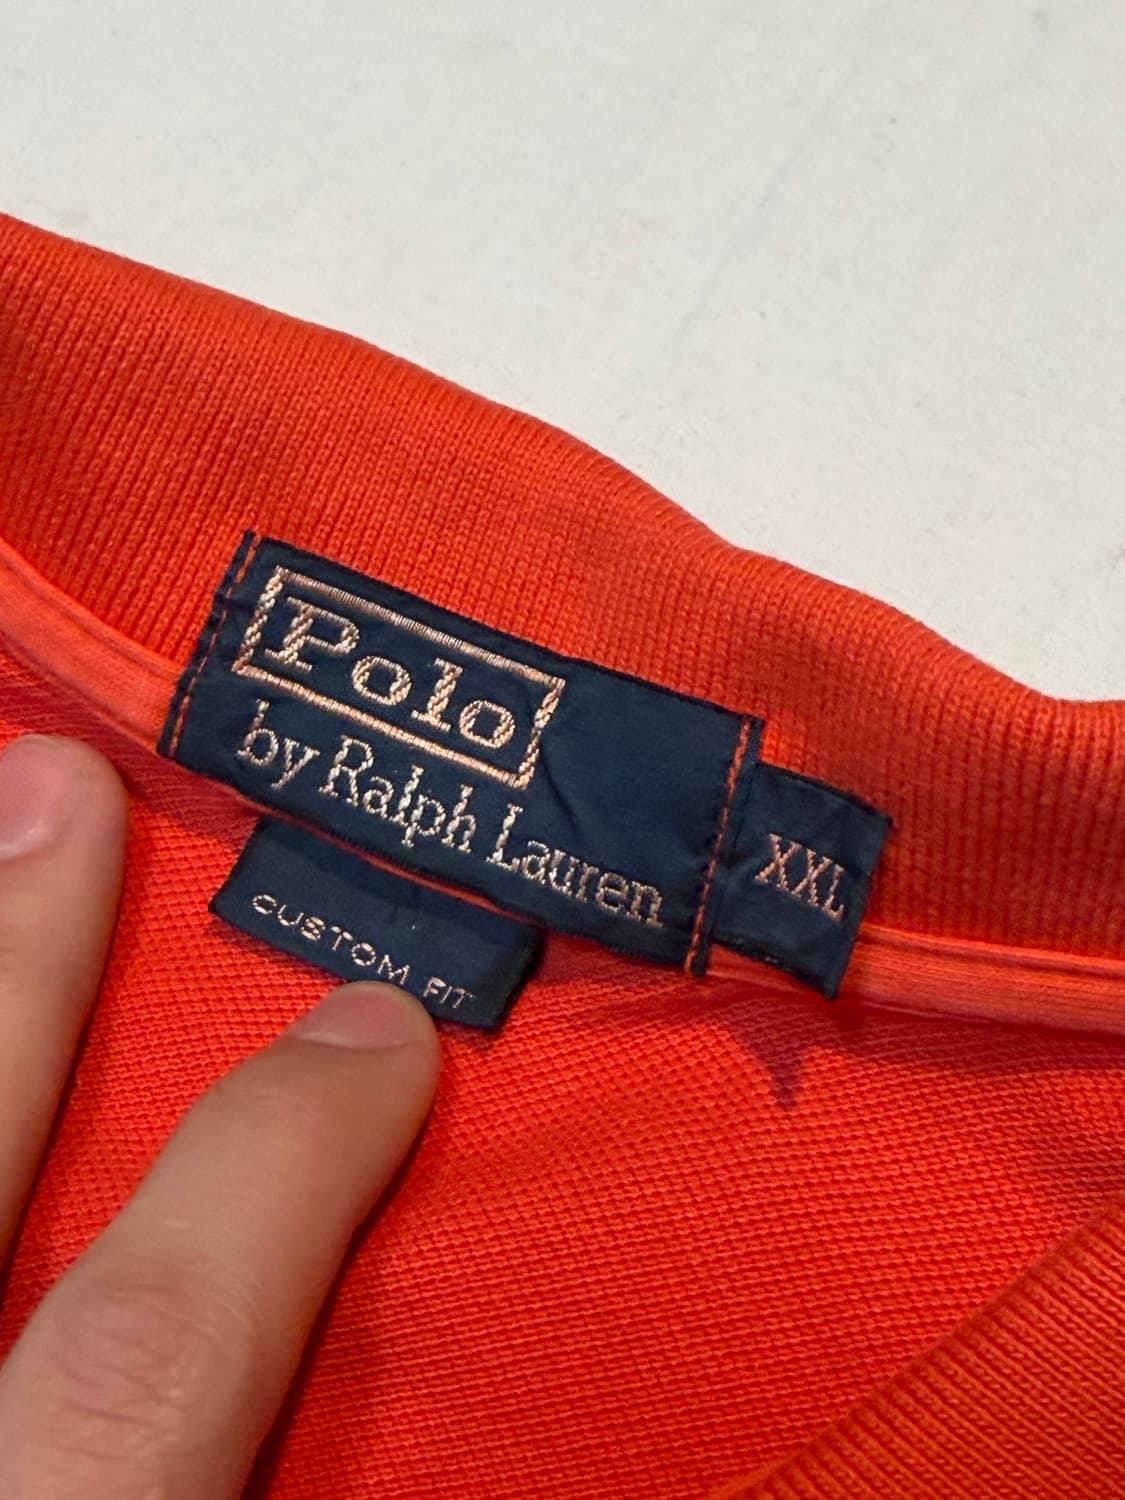 Polo
by Ralph Lauren
XXL
CUSTOM FIT